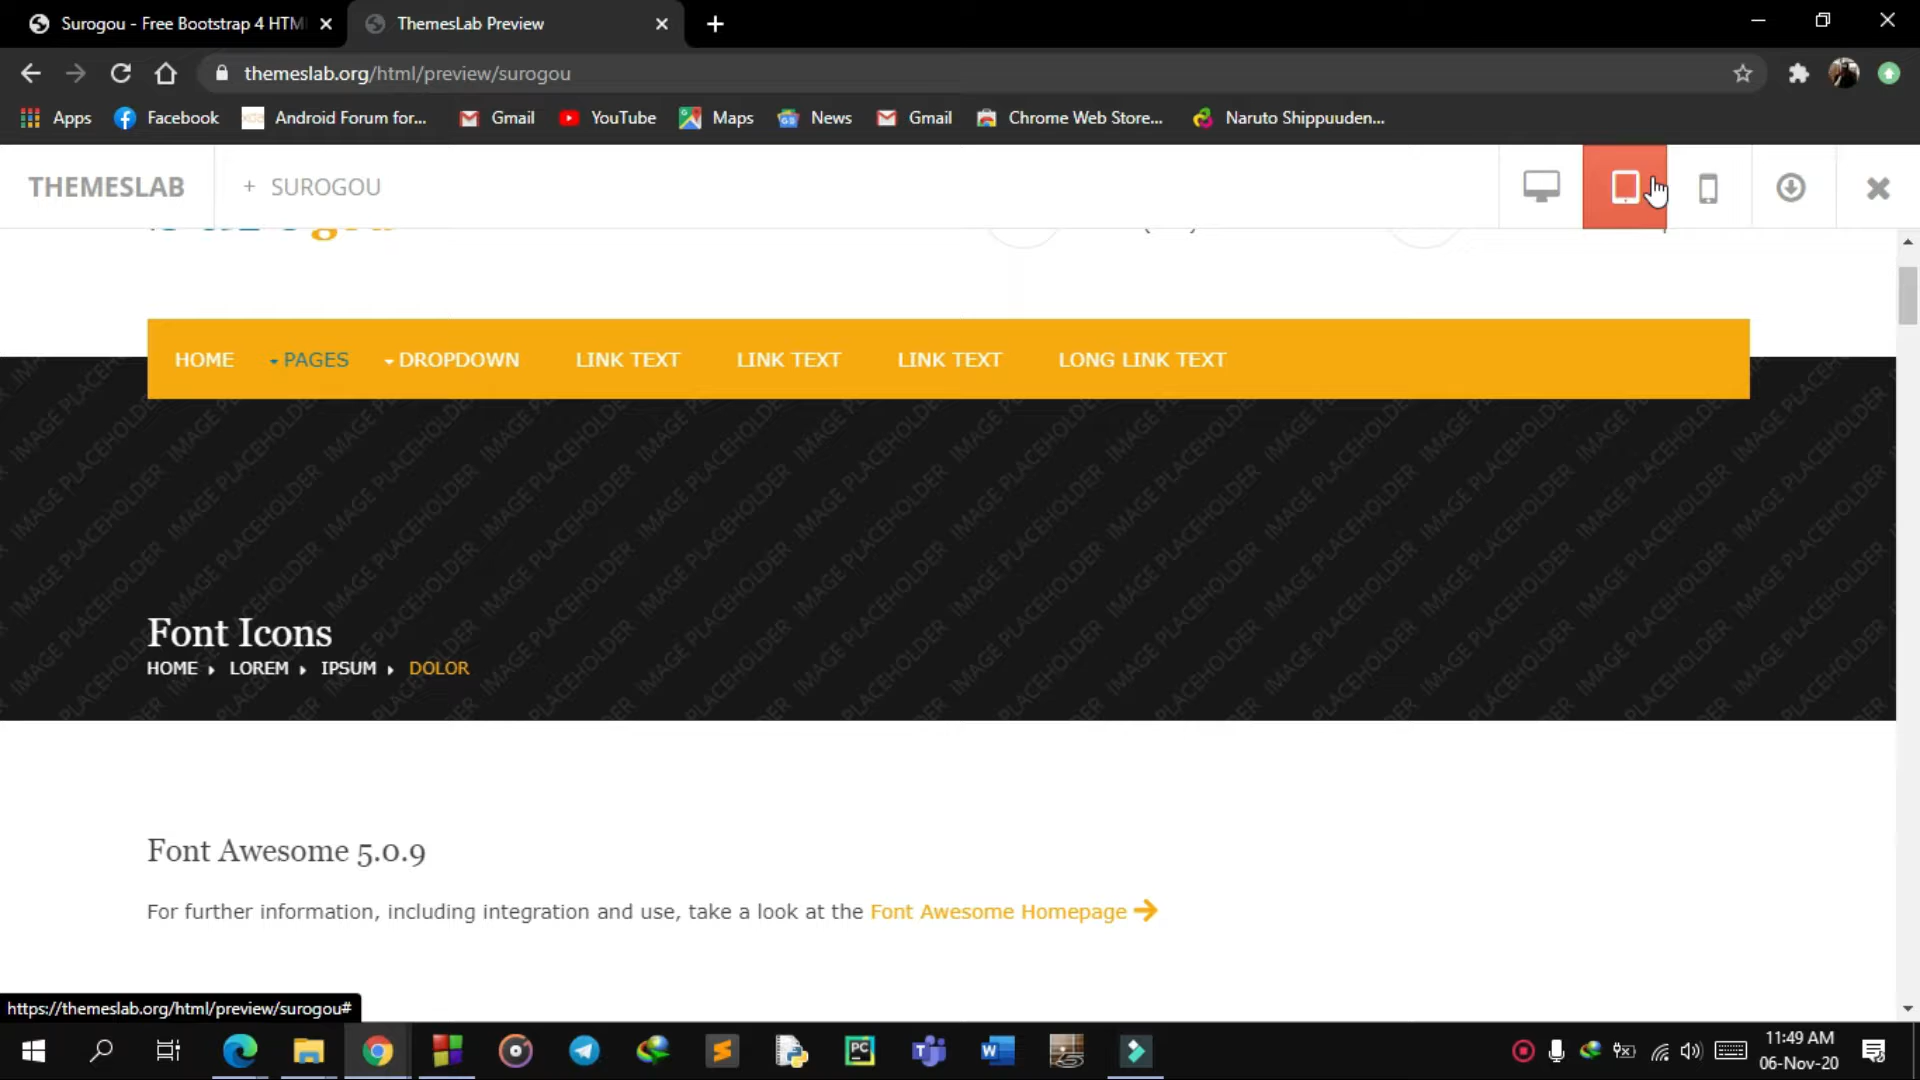 Surogou - Free Bootstrap 4 HTM
ThemesLab Preview
themeslab.org/html/preview/surogou
Apps
Facebook
Android Forum for...
Gmail
YouTube
Maps
News
Gmail
Chrome Web Store...
Naruto Shippuuden...
THEMESLAB
+ SUROGOU
HOME
PAGES
DROPDOWN
LINK TEXT
LINK TEXT
LINK TEXT
LONG LINK TEXT
Font Icons
HOME LOREM IPSUM DOLOR
Font Awesome 5.0.9
For further information, including integration and use, take a look at the Font Awesome Homepage
https://themeslab.org/html/preview/surogou#
11:49 AM
06-Nov-20